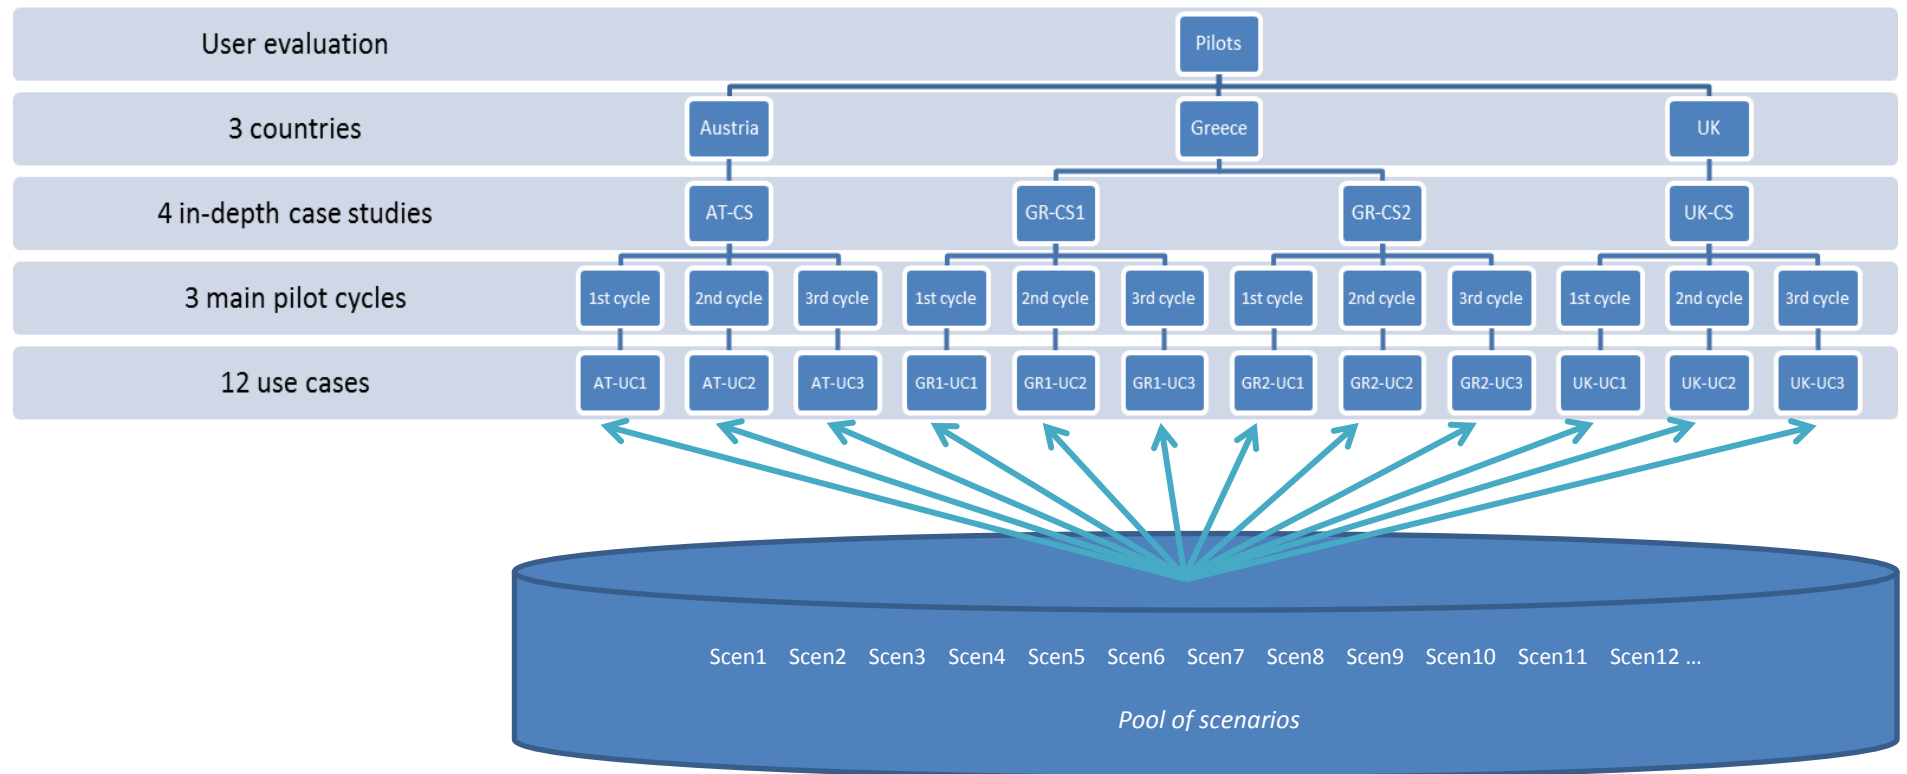 User evaluation Pilots
3 countries Austria Greece UK
4 in-depth case studies AT-CS GR-CS1 GR-CS2 UK-CS
3 main pilot cycles 1st cycle 2nd cycle 3rd cycle 1st cycle 2nd cycle 3rd cycle 1st cycle 2nd cycle 3rd cycle 1st cycle 2nd cycle 3rd cycle
12 use cases AT-UC1 AT-UC2 AT-UC3 GR1-UC1 GR1-UC2 GR1-UC3 GR2-UC1 GR2-UC2 GR2-UC3 UK-UC1 UK-UC2 UK-UC3
Scen1 Scen2 Scen3 Scen4 Scen5 Scen6 Scen7 Scen8 Scen9 Scen10 Scen11 Scen12 ...
Pool of scenarios